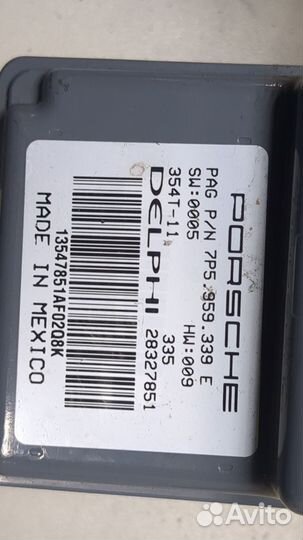 PORSCHE
PAG P/N 7P5.959.339 E
SW:0005 HW:009
354T-11 335
DELPHI 28327851
13547851AF0208K
MADE IN MEXICO
Avito